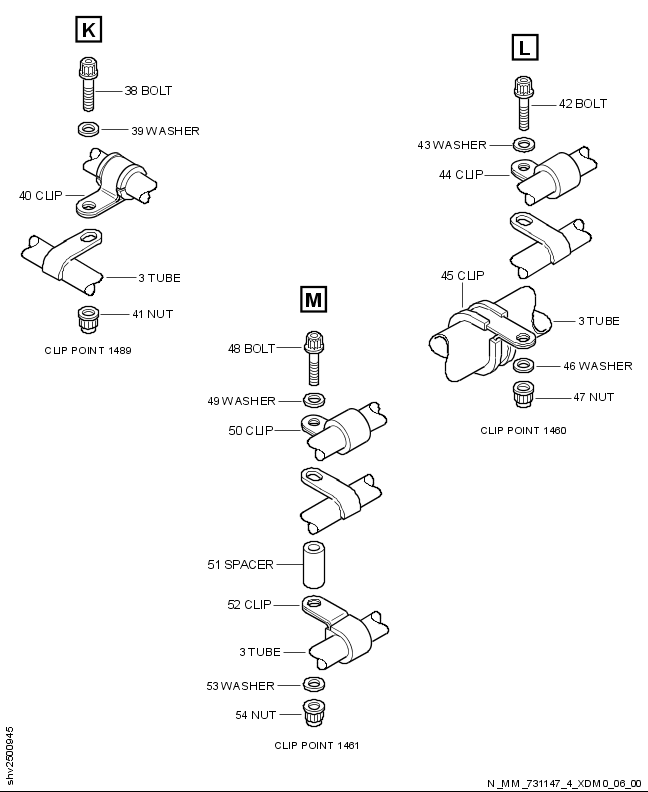 K
38 BOLT
39 WASHER
40 CLIP
3 TUBE
41 NUT
CLIP POINT 1489
L
42 BOLT
43 WASHER
44 CLIP
45 CLIP
3 TUBE
46 WASHER
47 NUT
CLIP POINT 1460
M
48 BOLT
49 WASHER
50 CLIP
51 SPACER
52 CLIP
3 TUBE
53 WASHER
54 NUT
CLIP POINT 1461
shv2500945
N_MM_731147_4_XDM0_06_00